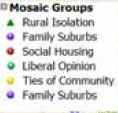 Mosaic Groups
Rural Isolation
Family Suburbs
Social Housing
Liberal Opinion
Ties of Community
Family Suburbs